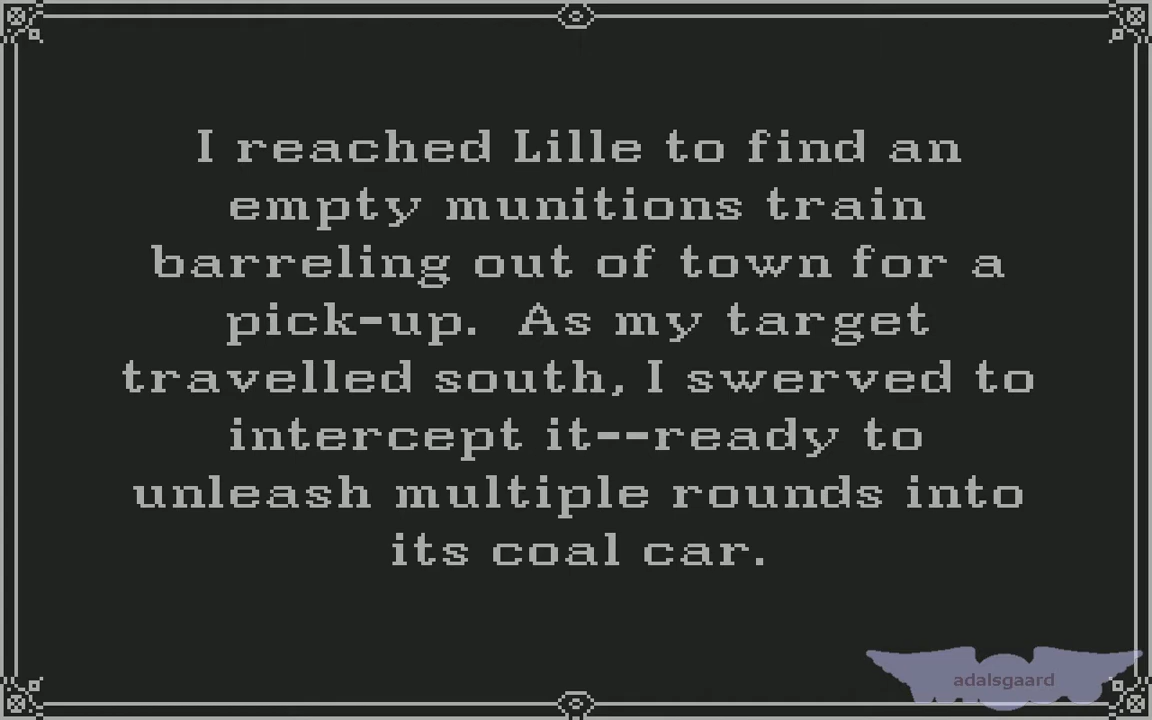 I reached Lille to find an
empty munitions train
barreling out of town for a
pick-up.  As my target
travelled south, I swerved to
intercept it--ready to
unleash multiple rounds into
its coal car.
adalsgaard